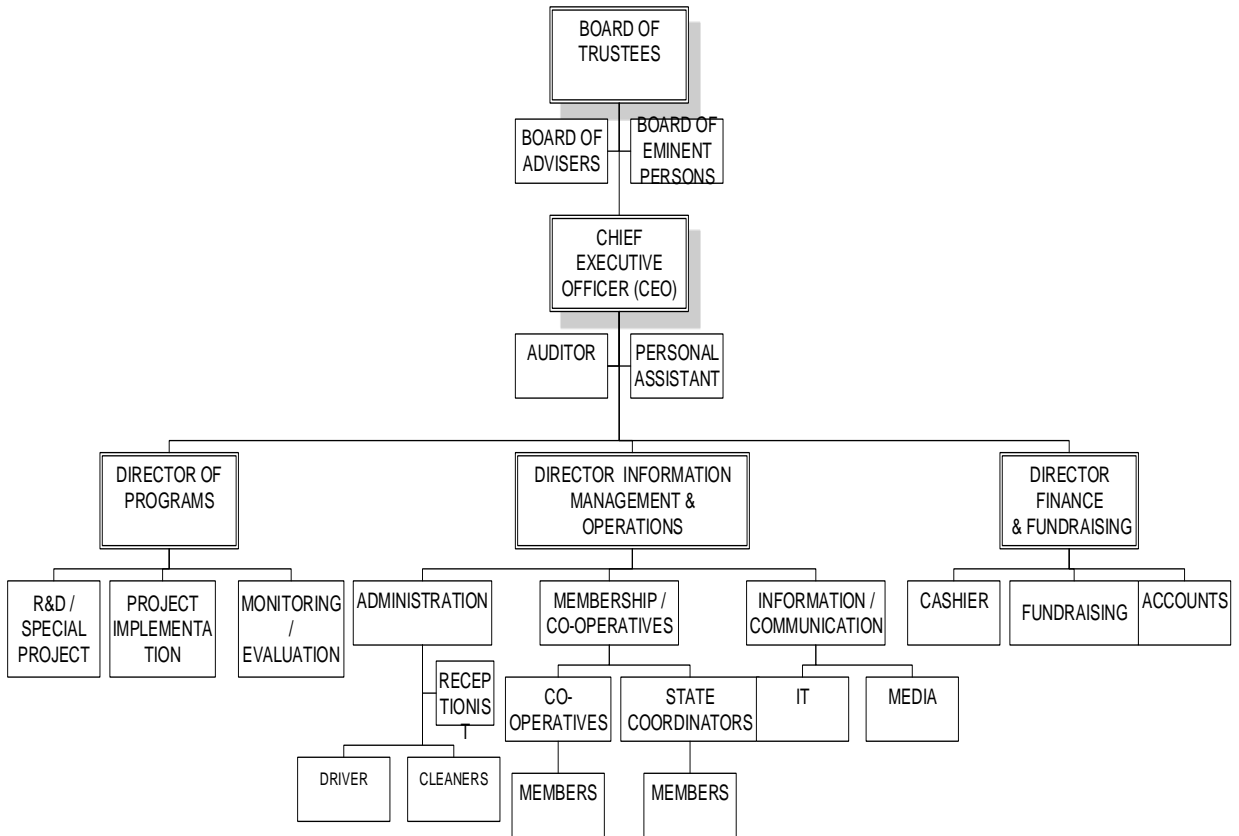 BOARD OF
TRUSTEES
BOARD OF
ADVISERS
BOARD OF
EMINENT
PERSONS
CHIEF
EXECUTIVE
OFFICER (CEO)
AUDITOR
PERSONAL
ASSISTANT
DIRECTOR OF
PROGRAMS
DIRECTOR INFORMATION
MANAGEMENT &
OPERATIONS
DIRECTOR
FINANCE
& FUNDRAISING
R&D /
SPECIAL
PROJECT
PROJECT
IMPLEMENTA
TION
MONITORING
/
EVALUATION
ADMINISTRATION
MEMBERSHIP /
CO-OPERATIVES
INFORMATION /
COMMUNICATION
CASHIER
FUNDRAISING
ACCOUNTS
RECEP
TIONIS
T
CO-
OPERATIVES
STATE
COORDINATORS
IT
MEDIA
DRIVER
CLEANERS
MEMBERS
MEMBERS